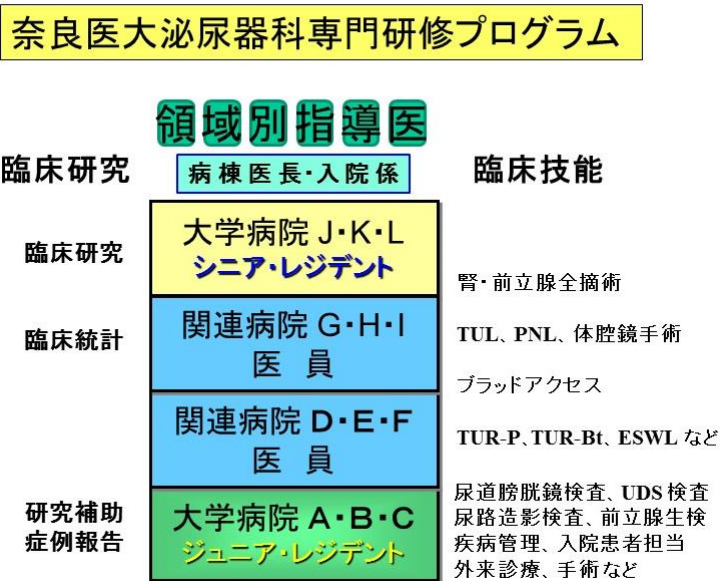 奈良医大泌尿器科専門研修プログラム
領域別指導医
臨床研究
病棟医長・入院係
臨床技能
大学病院 J・K・L
シニア・レジデント
臨床研究
腎・前立腺全摘術
関連病院 G・H・I
医 員
臨床統計
TUL、PNL、体腔鏡手術
ブラッドアクセス
関連病院 D・E・F
医 員
TUR-P、TUR-Bt、ESWL など
研究補助
症例報告
大学病院 A・B・C
ジュニア・レジデント
尿道膀胱鏡検査、UDS 検査
尿路造影検査、前立腺生検
疾病管理、入院患者担当
外来診療、手術など